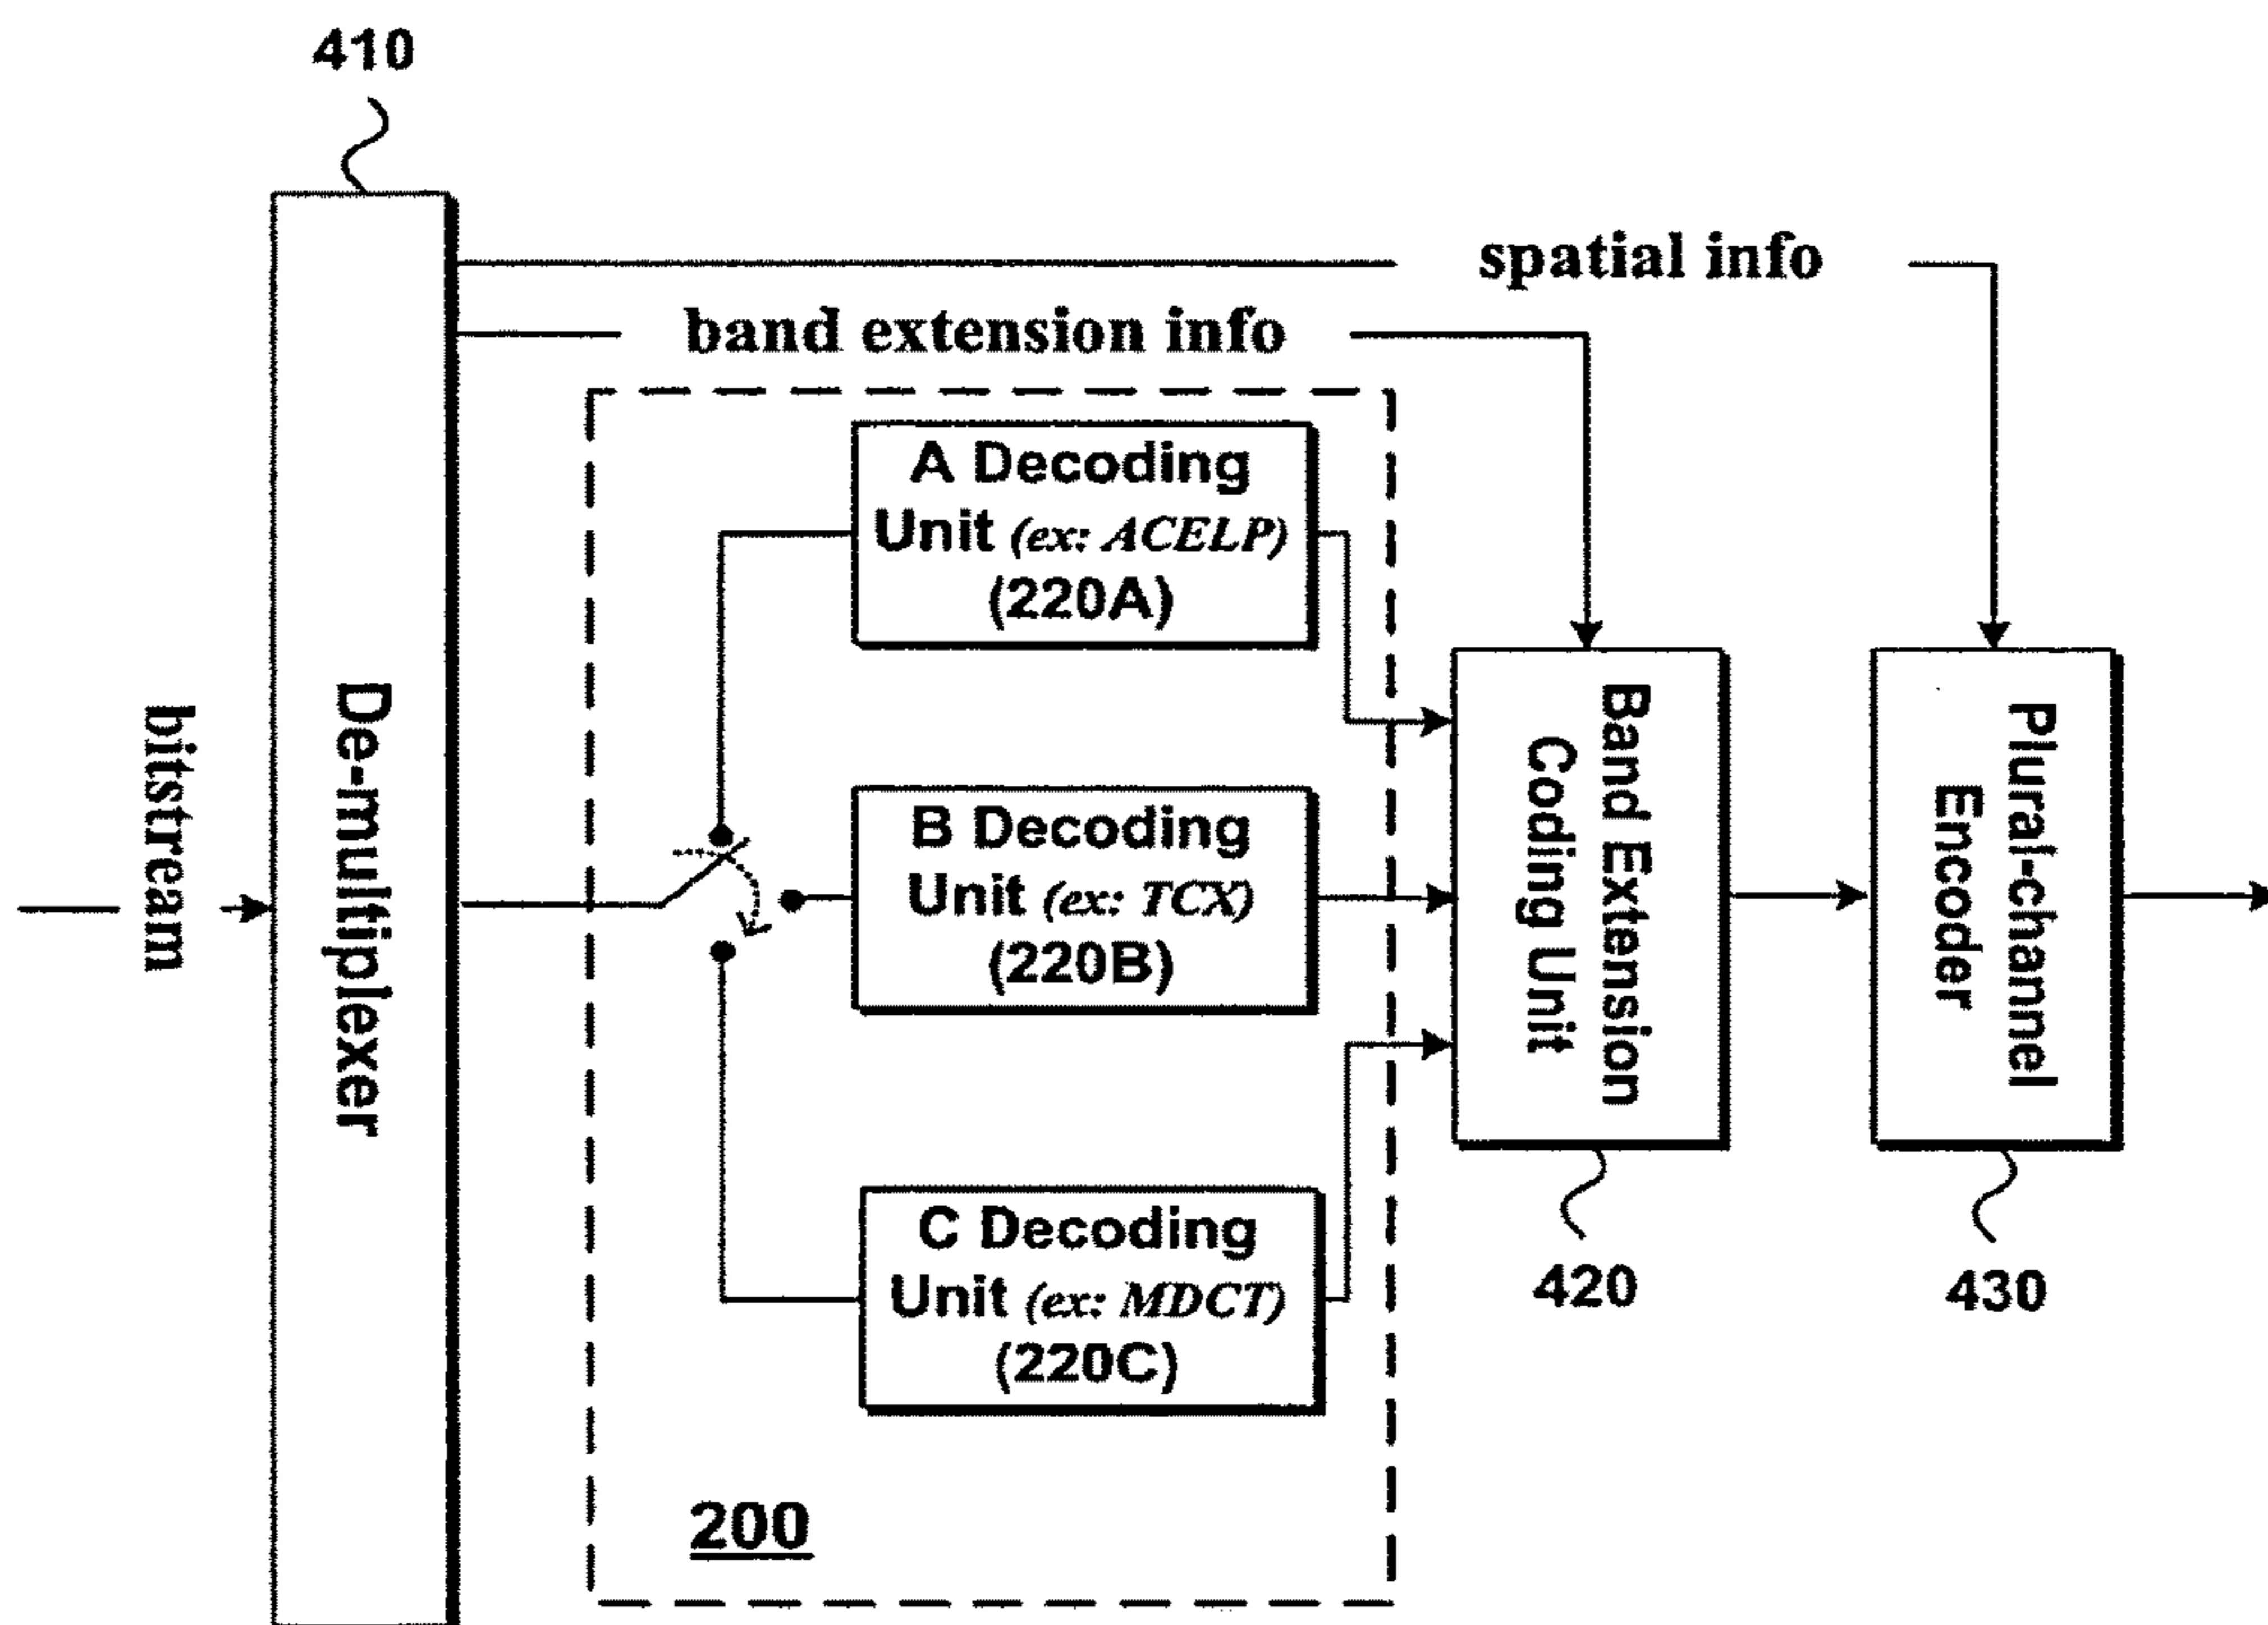 410
spatial info
band extension info
A Decoding
Unit (ex: ACELP)
(220A)
B Decoding
Unit (ex: TCX)
(220B)
C Decoding
Unit (ex: MDCT)
(220C)
200
bitstream
De-multiplexer
Band Extension
Coding Unit
420
Plural-channel
Encoder
430